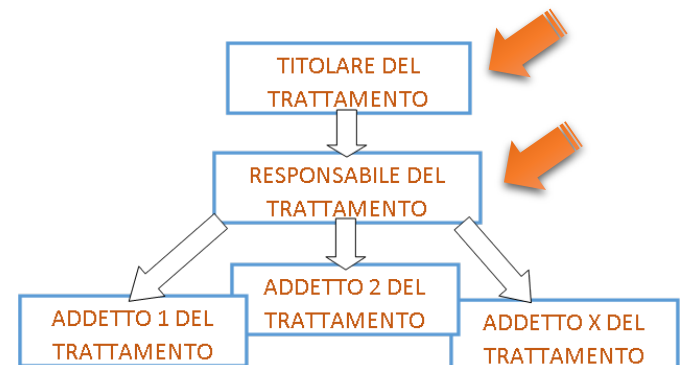 TITOLARE DEL
TRATTAMENTO
RESPONSABILE DEL
TRATTAMENTO
ADDETTO 1 DEL
TRATTAMENTO
ADDETTO 2 DEL
TRATTAMENTO
ADDETTO X DEL
TRATTAMENTO